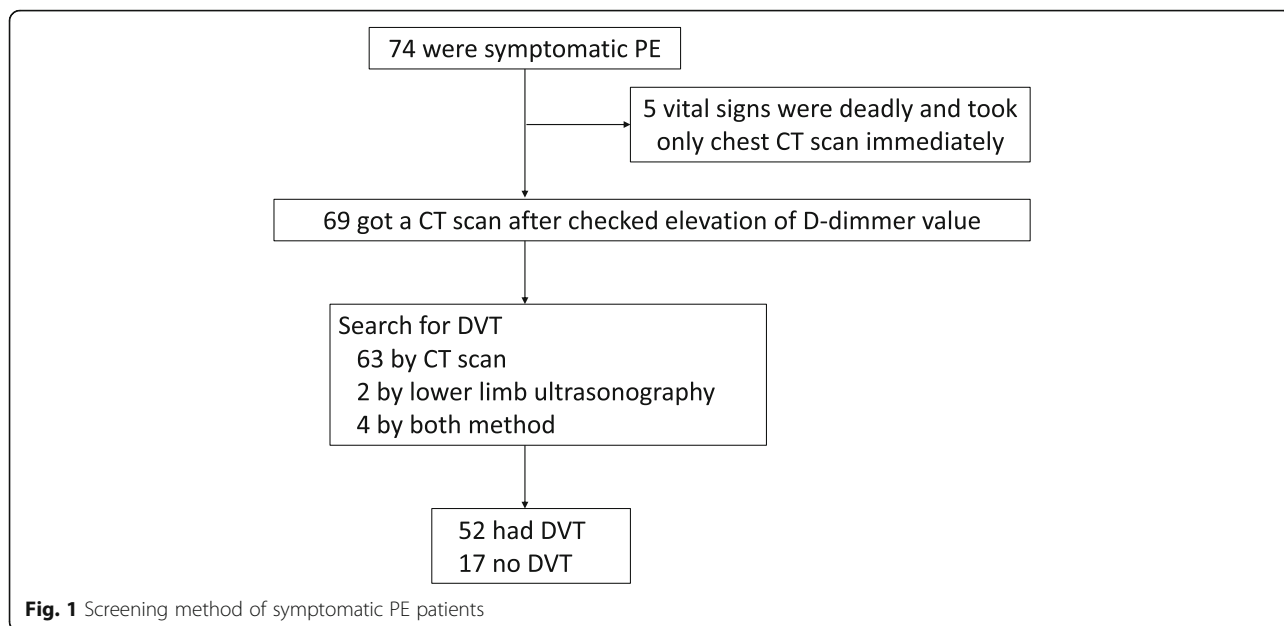 74 were symptomatic PE
5 vital signs were deadly and took
only chest CT scan immediately
69 got a CT scan after checked elevation of D-dimmer value
Search for DVT
63 by CT scan
2 by lower limb ultrasonography
4 by both method
52 had DVT
17 no DVT
Fig. 1 Screening method of symptomatic PE patients